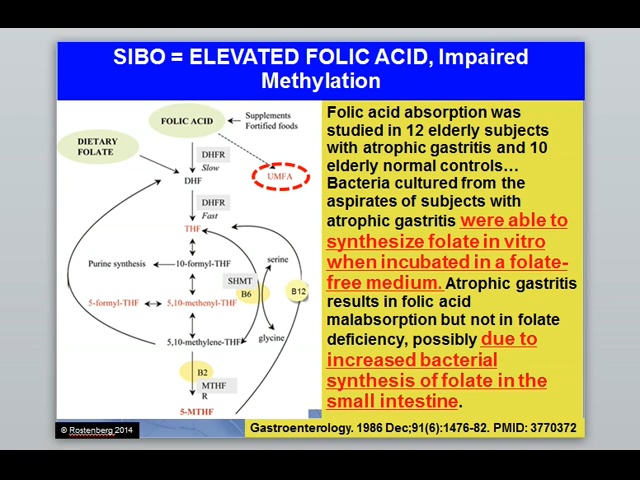 SIBO = ELEVATED FOLIC ACID, Impaired
Methylation
FOLIC ACID
Supplements
Fortified foods
DIETARY
FOLATE
DHFR
Slow
UMFA
DHF
DHFR
Fast
THF
serine
Purine synthesis
10-formyl-THF
SHMT
B6
B12
5-formyl-THF
5,10-methenyl-THF
glycine
5,10-methylene-THF
B2
MTHF
R
5-MTHF
Folic acid absorption was
studied in 12 elderly subjects
with atrophic gastritis and 10
elderly normal controls…
Bacteria cultured from the
aspirates of subjects with
atrophic gastritis were able to
synthesize folate in vitro
when incubated in a folate-
free medium. Atrophic gastritis
results in folic acid
malabsorption but not in folate
deficiency, possibly due to
increased bacterial
synthesis of folate in the
small intestine.
© Rostenberg 2014
Gastroenterology. 1986 Dec;91(6):1476-82. PMID: 3770372